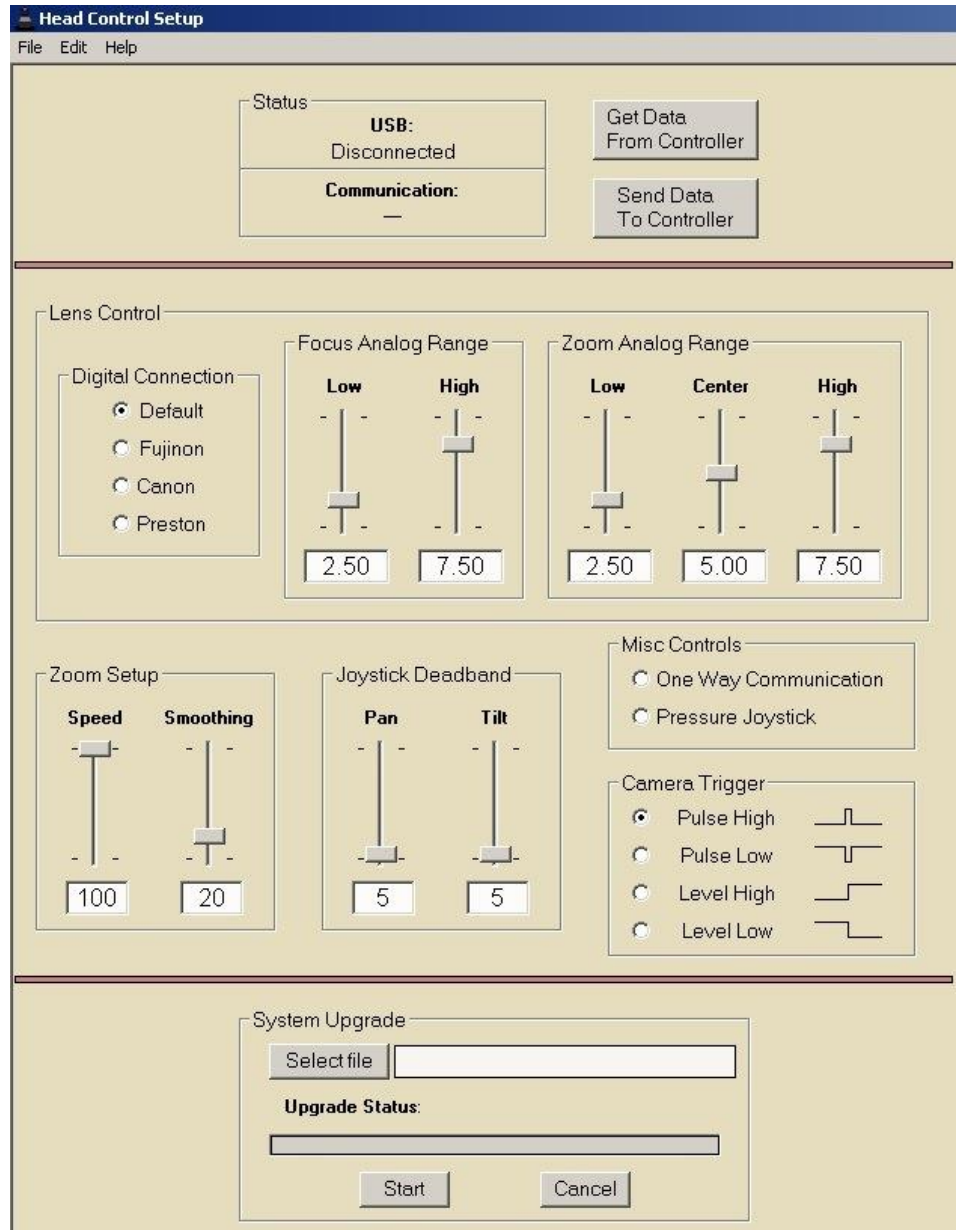 Head Control Setup
File Edit Help
Status
USB:
Disconnected
Communication:
—
Get Data
From Controller
Send Data
To Controller
Lens Control
Digital Connection
Default
Fujinon
Canon
Preston
Focus Analog Range
Low High
2.50 7.50
Zoom Analog Range
Low Center High
2.50 5.00 7.50
Zoom Setup
Speed Smoothing
100 20
Joystick Deadband
Pan Tilt
5 5
Misc Controls
One Way Communication
Pressure Joystick
Camera Trigger
Pulse High
Pulse Low
Level High
Level Low
System Upgrade
Select file
Upgrade Status:
Start Cancel